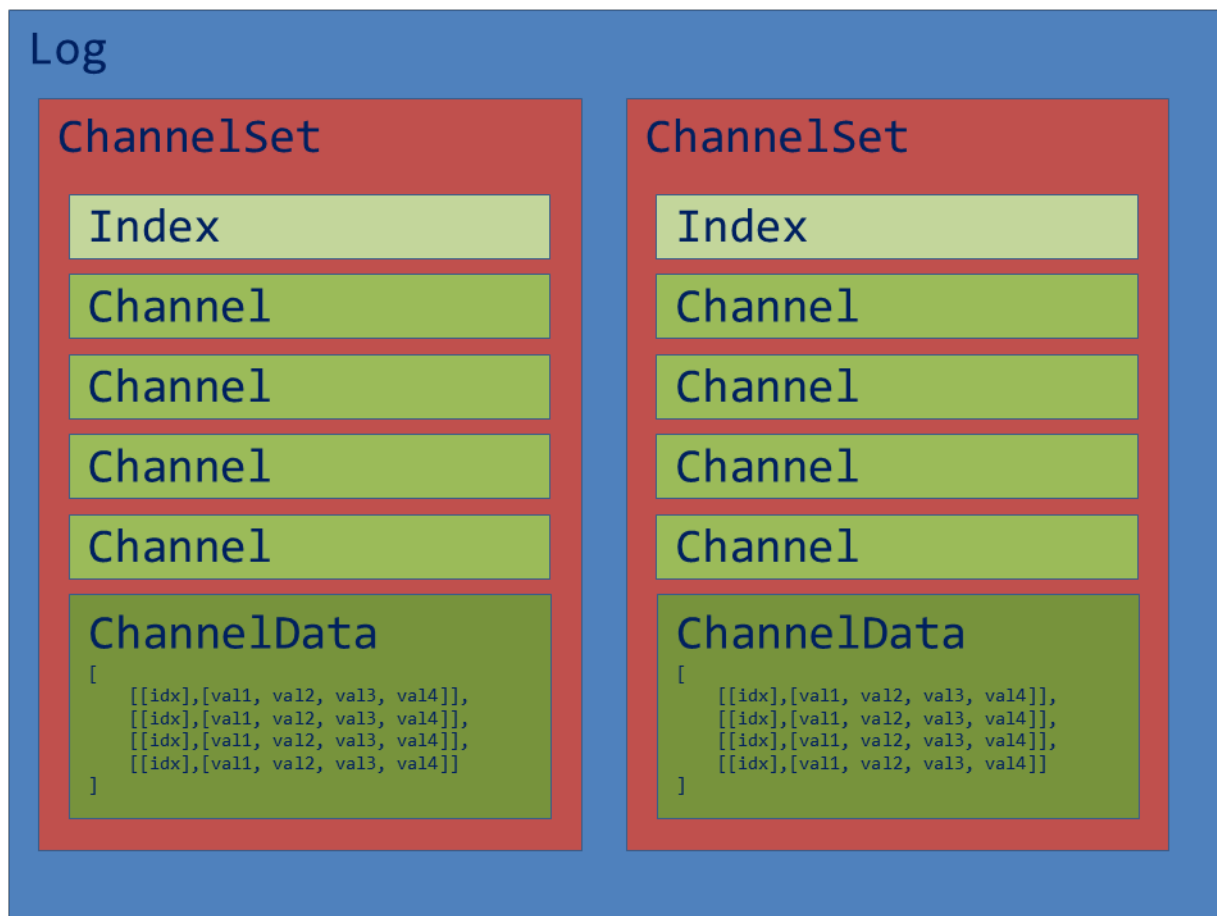 Log
ChannelSet
Index
Channel
Channel
Channel
Channel
ChannelData
[
[[idx],[val1, val2, val3, val4]],
[[idx],[val1, val2, val3, val4]],
[[idx],[val1, val2, val3, val4]],
[[idx],[val1, val2, val3, val4]]
]
ChannelSet
Index
Channel
Channel
Channel
Channel
ChannelData
[
[[idx],[val1, val2, val3, val4]],
[[idx],[val1, val2, val3, val4]],
[[idx],[val1, val2, val3, val4]],
[[idx],[val1, val2, val3, val4]]
]